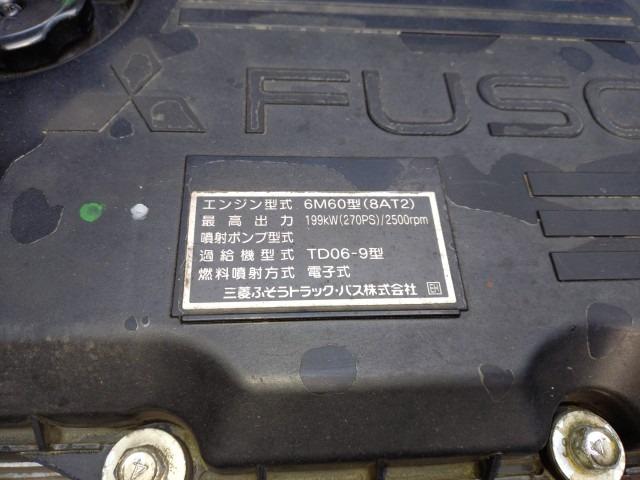 FUSO
エンジン型式 6M60型(8AT2)
最高出力 199kW(270PS)/2500rpm
噴射ポンプ型式
過給機型式 TD06-9型
燃料噴射方式 電子式
三菱ふそうトラック・バス株式会社